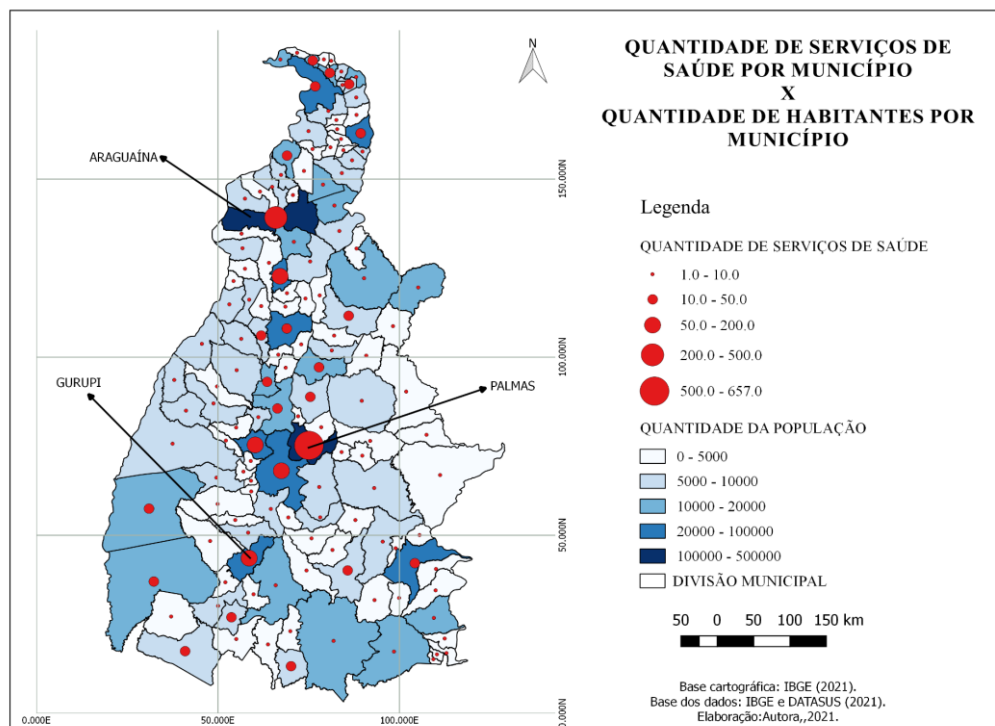 QUANTIDADE DE SERVIÇOS DE
SAÚDE POR MUNICÍPIO
X
QUANTIDADE DE HABITANTES POR
MUNICÍPIO
N
ARAGUAÍNA
GURUPI
PALMAS
150.000N
100.000N
50.000N
0.000E
50.000E
100.000E
Legenda
QUANTIDADE DE SERVIÇOS DE SAÚDE
1.0 - 10.0
10.0 - 50.0
50.0 - 200.0
200.0 - 500.0
500.0 - 657.0
QUANTIDADE DA POPULAÇÃO
0 - 5000
5000 - 10000
10000 - 20000
20000 - 100000
100000 - 500000
DIVISÃO MUNICIPAL
50 0 50 100 150 km
Base cartográfica: IBGE (2021).
Base dos dados: IBGE e DATASUS (2021).
Elaboração:Autora,,2021.